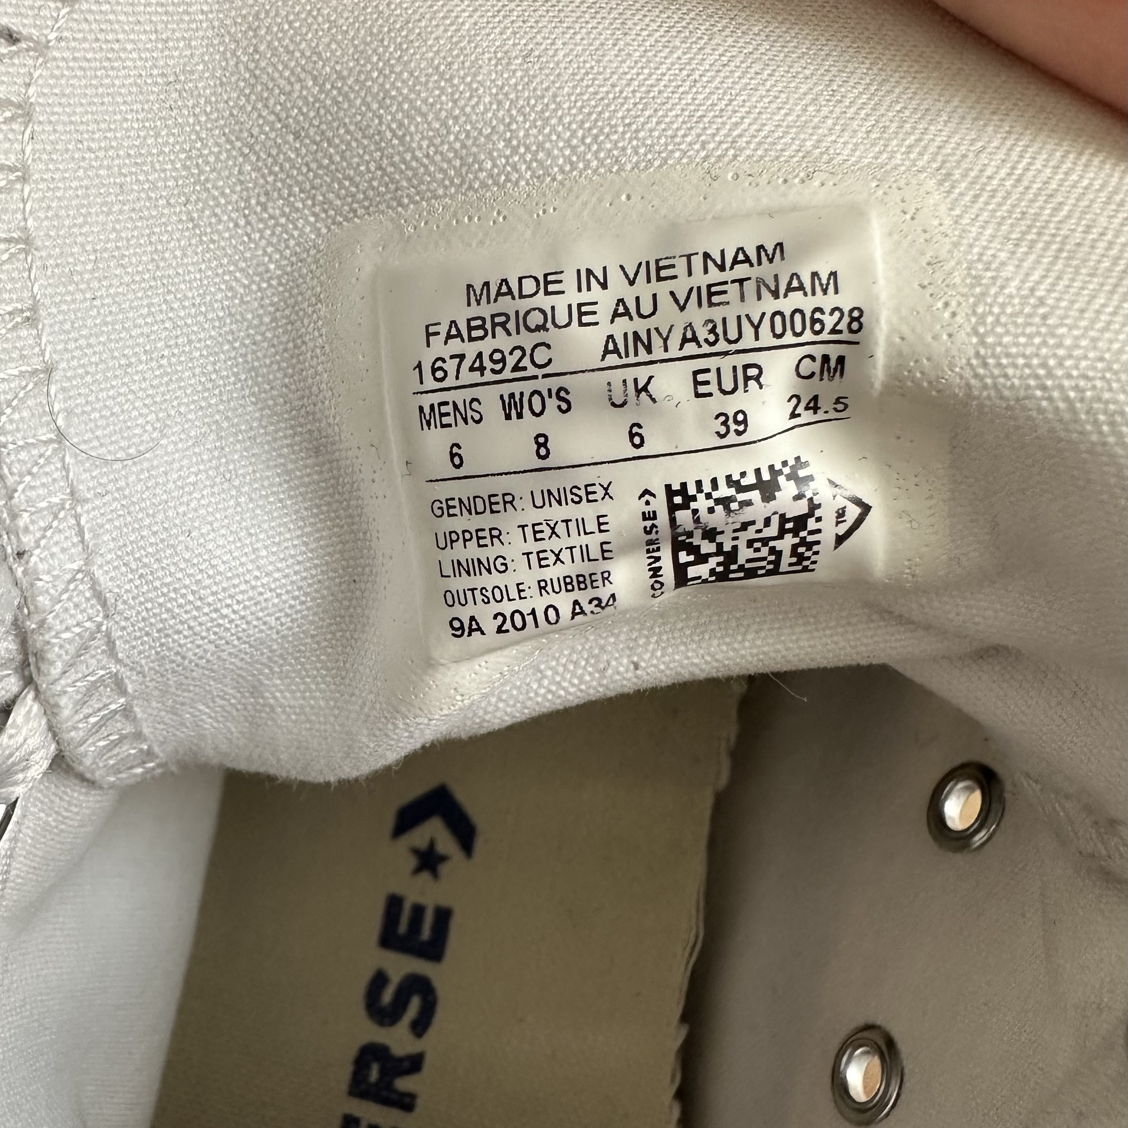 MADE IN VIETNAM
FABRIQUE AU VIETNAM
167492C AINYA3UY00628
MENS WO'S UK EUR CM
6 8 6 39 24.5
GENDER: UNISEX
UPPER: TEXTILE
LINING: TEXTILE
OUTSOLE: RUBBER
9A 2010 A34
CONVERSE
ERSE